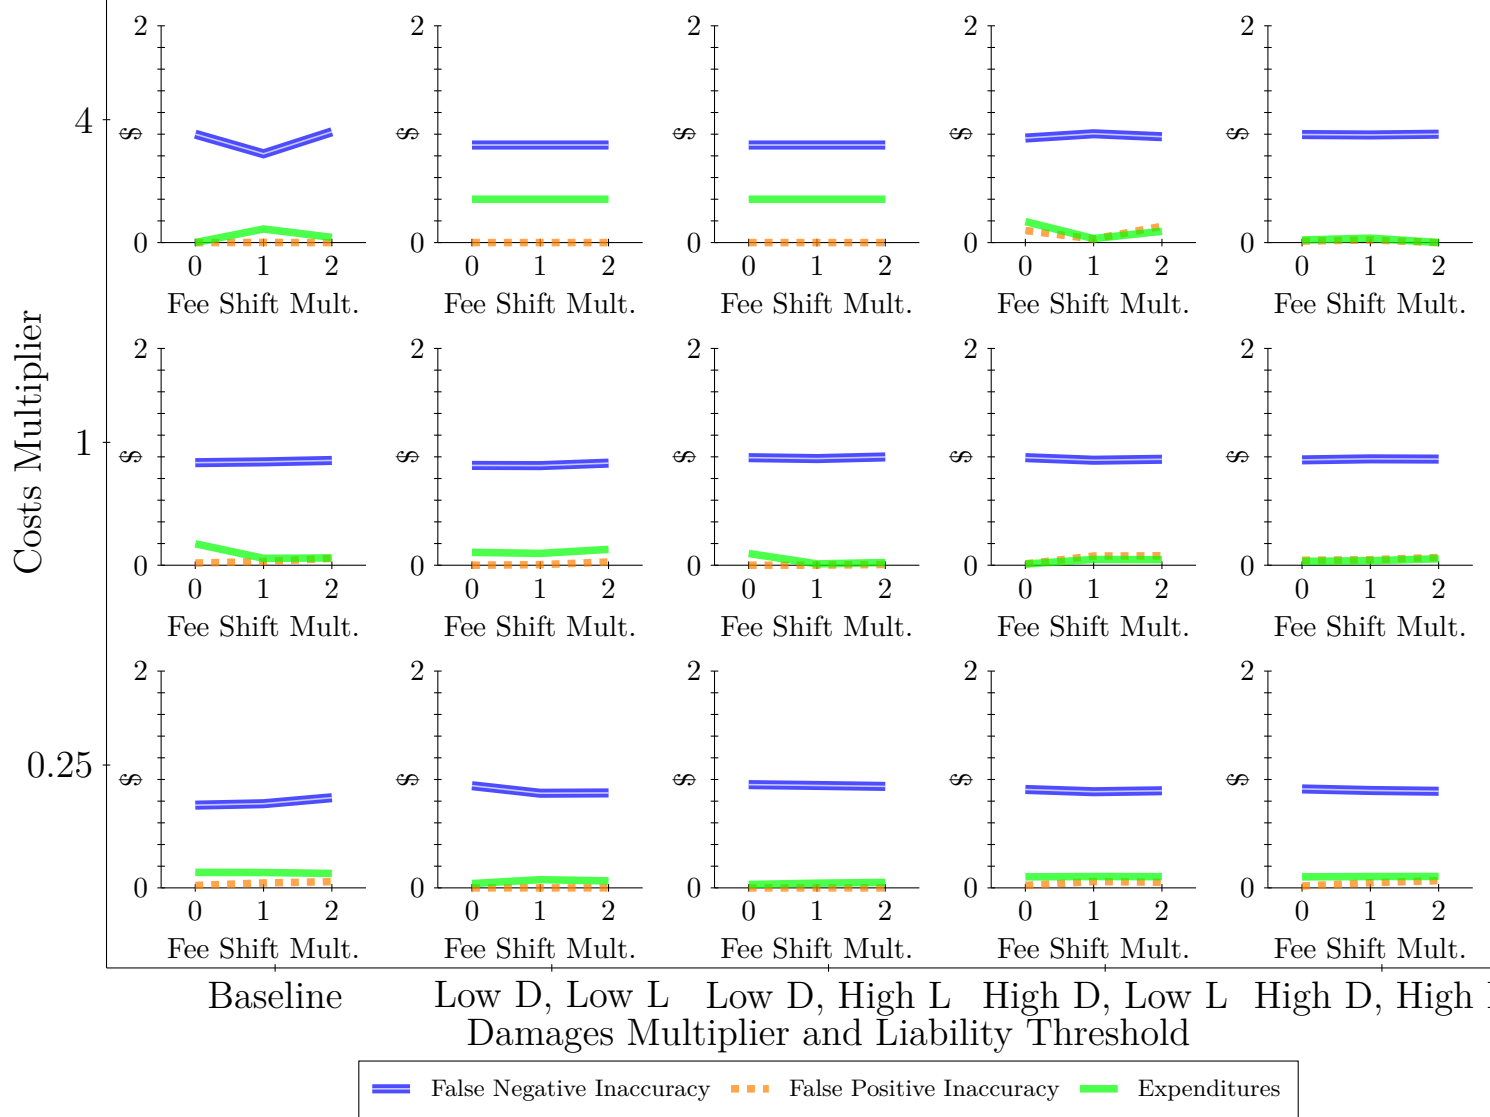 2 2 2 2 2
4 $ $ $ $ $
0 0 0 0 0
0 1 2 0 1 2 0 1 2 0 1 2 0 1 2
Fee Shift Mult. Fee Shift Mult. Fee Shift Mult. Fee Shift Mult. Fee Shift Mult.
Costs Multiplier
2 2 2 2 2
1 $ $ $ $ $
0 0 0 0 0
0 1 2 0 1 2 0 1 2 0 1 2 0 1 2
Fee Shift Mult. Fee Shift Mult. Fee Shift Mult. Fee Shift Mult. Fee Shift Mult.
2 2 2 2 2
0.25 $ $ $ $ $
0 0 0 0 0
0 1 2 0 1 2 0 1 2 0 1 2 0 1 2
Fee Shift Mult. Fee Shift Mult. Fee Shift Mult. Fee Shift Mult. Fee Shift Mult.
Baseline Low D, Low L Low D, High L High D, Low L High D, High
Damages Multiplier and Liability Threshold
False Negative Inaccuracy False Positive Inaccuracy Expenditures